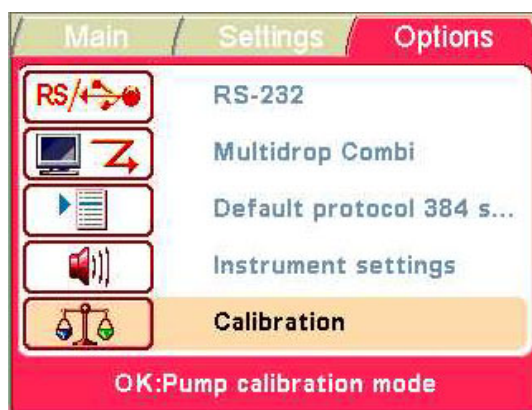 Main Settings Options
RS/ RS-232
Multidrop Combi
Default protocol 384 s...
Instrument settings
Calibration
OK:Pump calibration mode